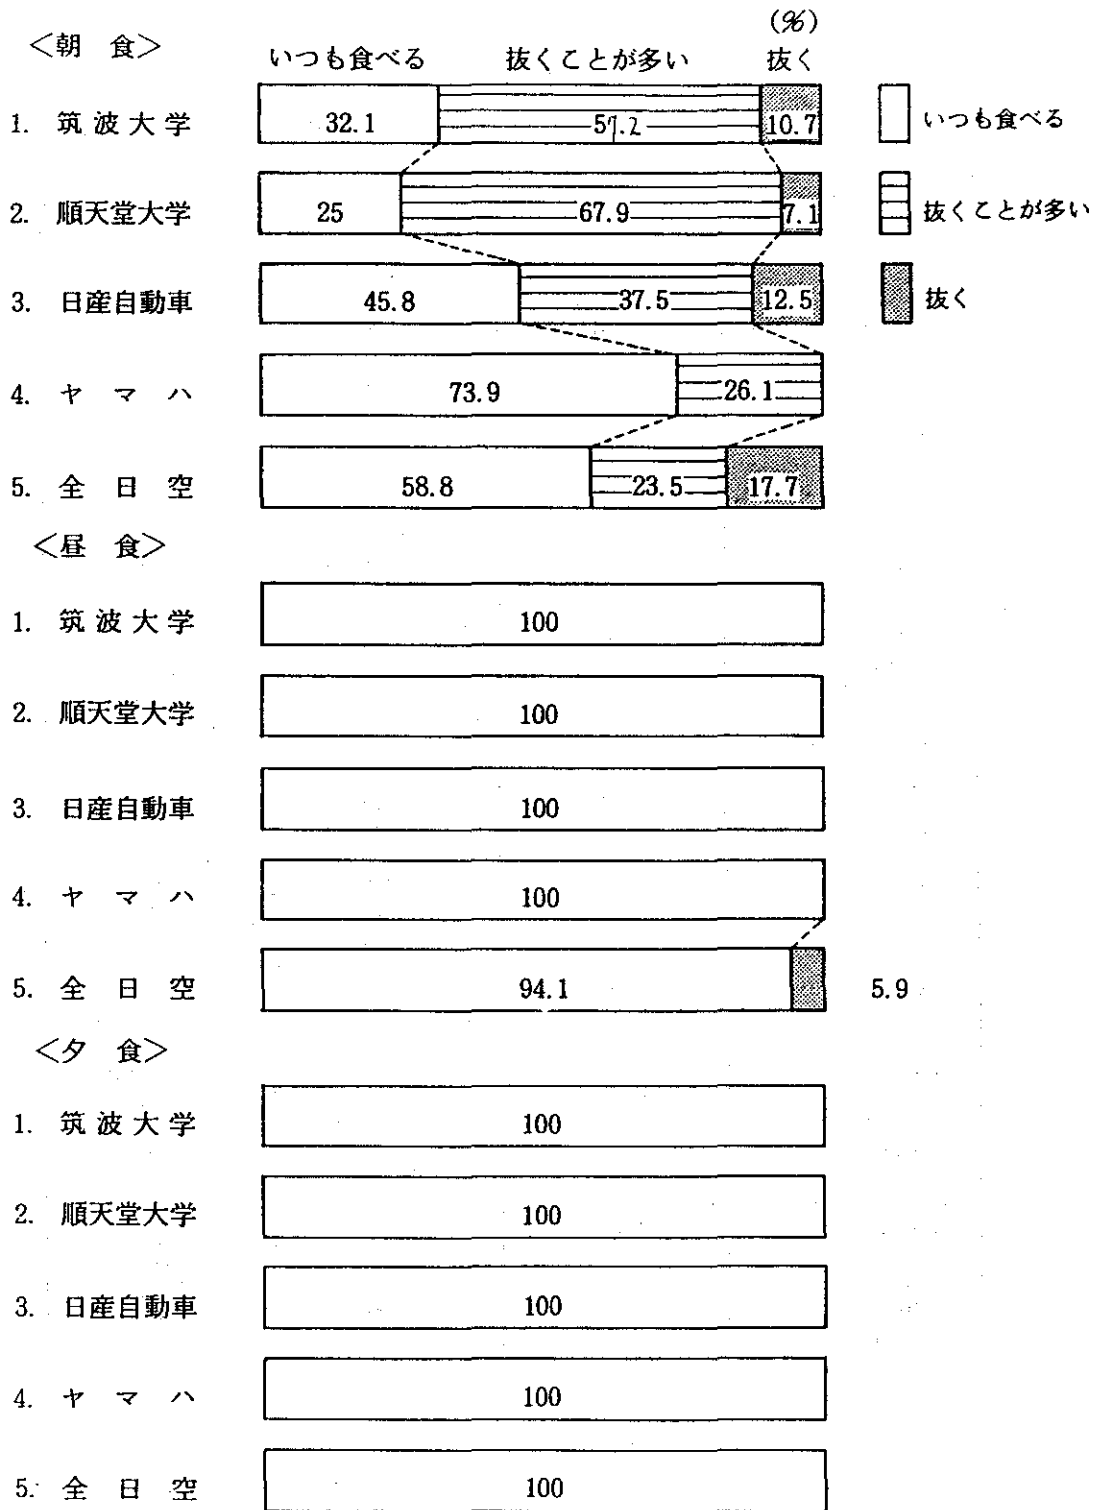 (%)
<朝 食>
いつも食べる 抜くことが多い 抜く
1. 筑波大学 32.1 57.2 10.7
いつも食べる
2. 順天堂大学 25 67.9 7.1
抜くことが多い
3. 日産自動車 45.8 37.5 12.5
抜く
4. ヤマハ 73.9 26.1
5. 全日空 58.8 23.5 17.7
<昼 食>
1. 筑波大学 100
2. 順天堂大学 100
3. 日産自動車 100
4. ヤマハ 100
5. 全日空 94.1 5.9
<夕 食>
1. 筑波大学 100
2. 順天堂大学 100
3. 日産自動車 100
4. ヤマハ 100
5. 全日空 100